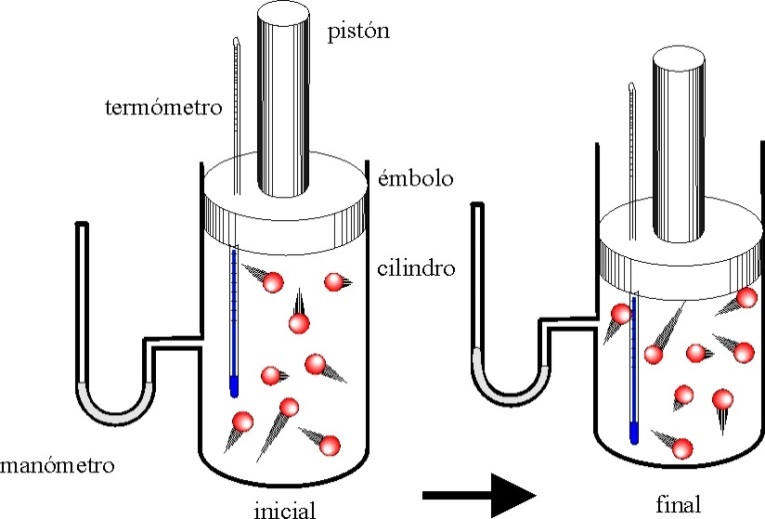 pistón
termómetro
émbolo
cilindro
manómetro
inicial
final